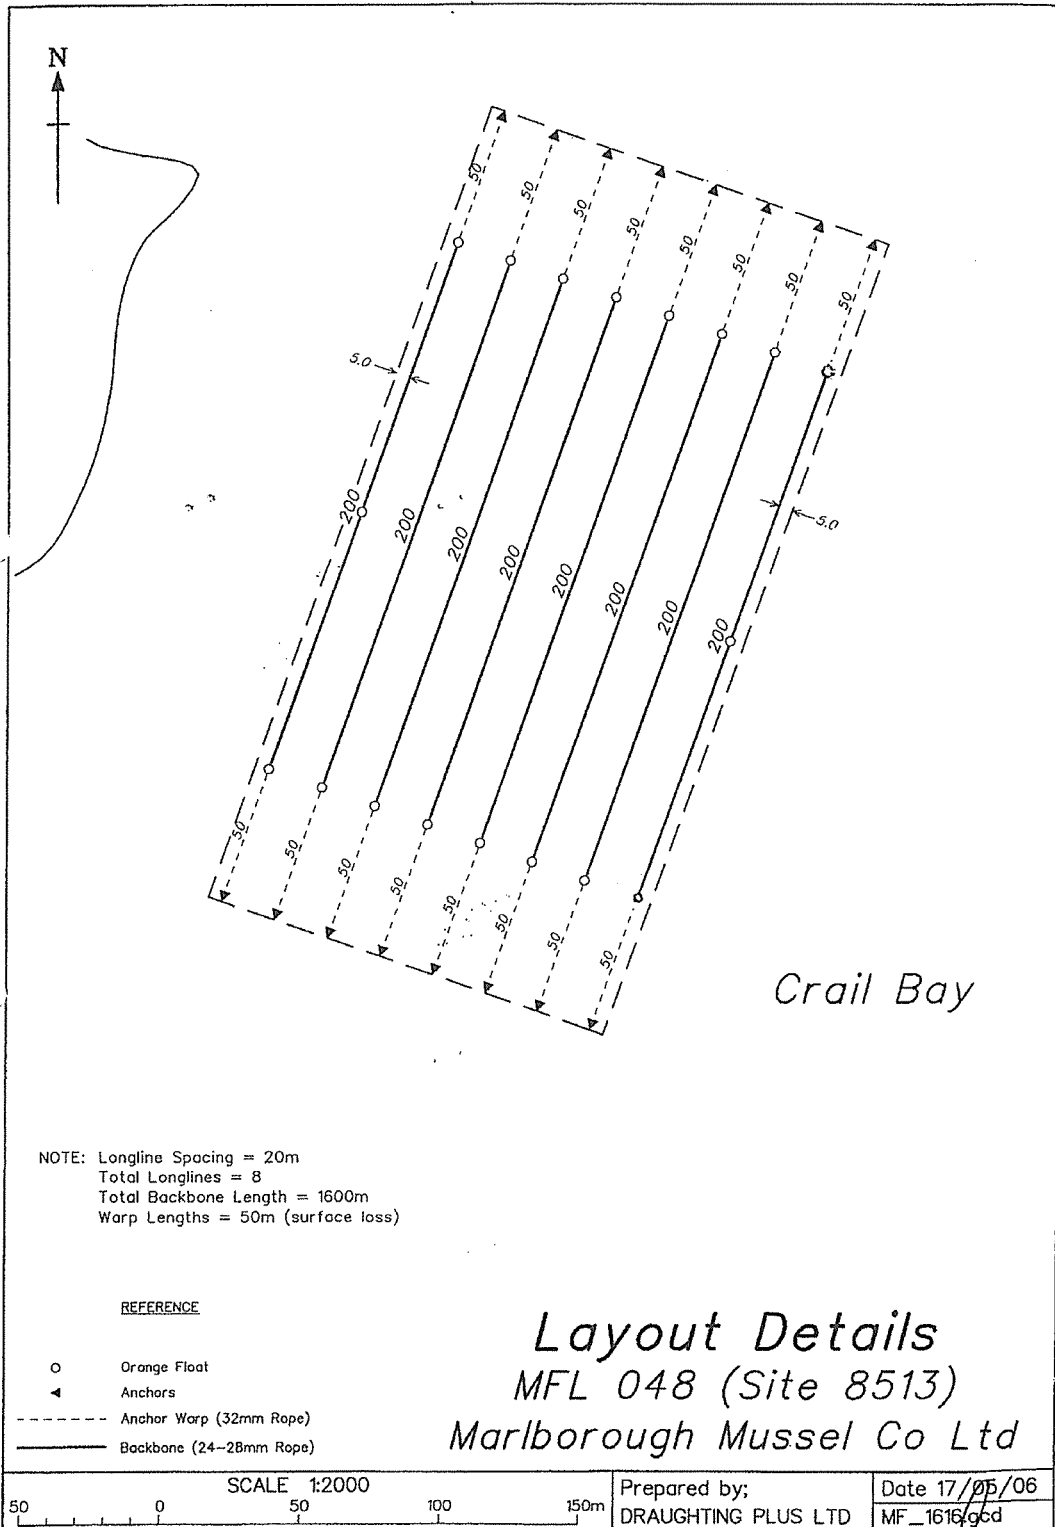 N
50
50
50
50
50
50
50
50
5.0
200
200
200
200
200
200
200
200
5.0
50
50
50
50
50
50
50
50
Crail Bay
NOTE: Longline Spacing = 20m
Total Longlines = 8
Total Backbone Length = 1600m
Warp Lengths = 50m (surface loss)
REFERENCE
Orange Float
Anchors
Anchor Warp (32mm Rope)
Backbone (24-28mm Rope)
Layout Details
MFL 048 (Site 8513)
Marlborough Mussel Co Ltd
SCALE 1:2000
50 0 50 100 150m
Prepared by;
DRAUGHTING PLUS LTD
Date 17/05/06
MF_1616.gcd